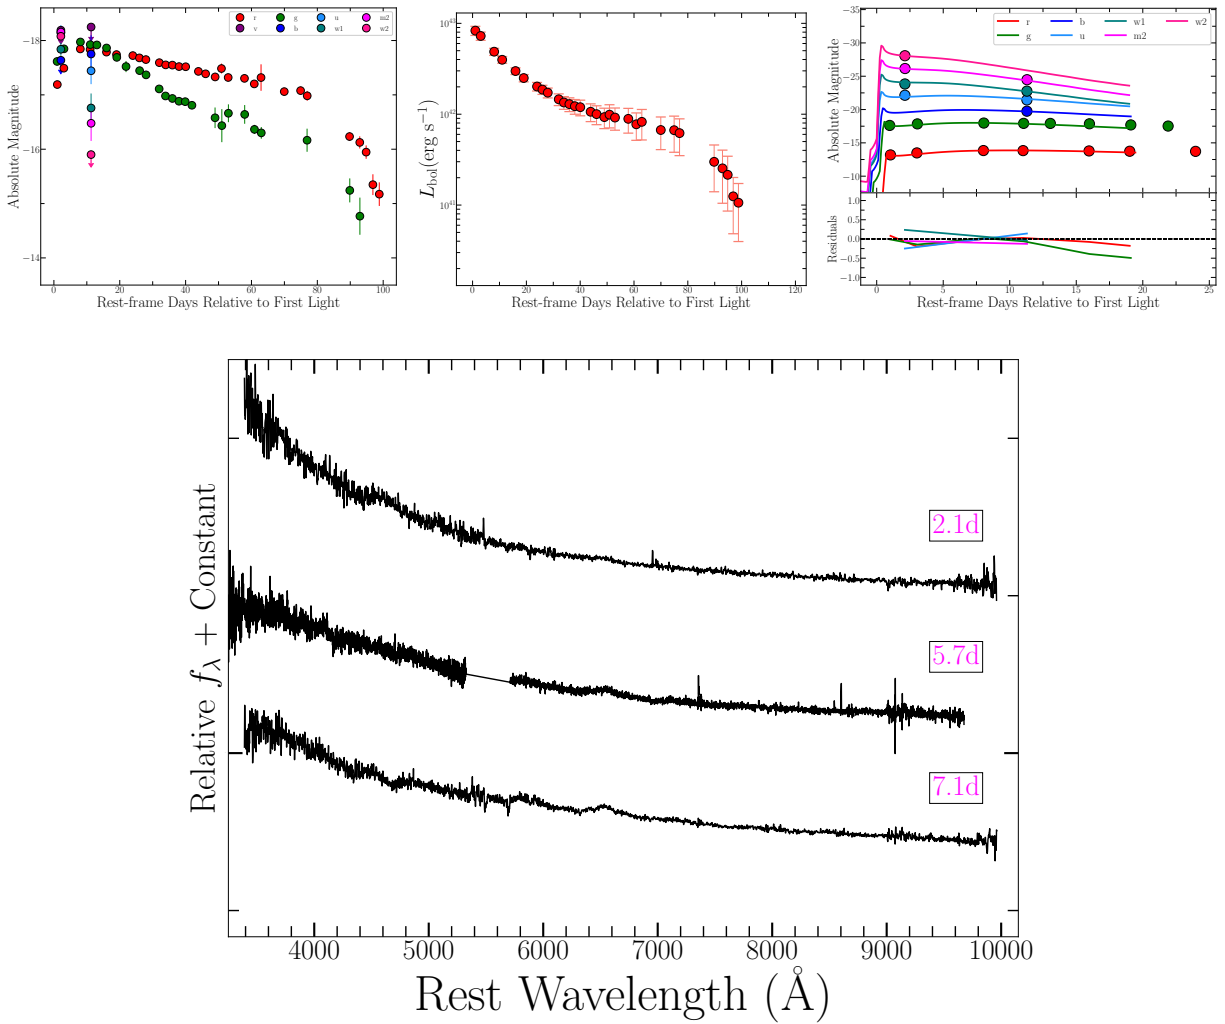 r g u m2
v b w1 w2
Absolute Magnitude
−18
−16
−14
0 20 40 60 80 100
Rest-frame Days Relative to First Light
L_bol(erg s⁻¹)
10⁴³
10⁴²
10⁴¹
0 20 40 60 80 100 120
Rest-frame Days Relative to First Light
r b w1 w2
g u m2
Absolute Magnitude
−35
−30
−25
−20
−15
−10
Residuals
1.0
0.5
0.0
−0.5
−1.0
0 5 10 15 20 25
Rest-frame Days Relative to First Light
Relative f_λ + Constant
2.1d
5.7d
7.1d
4000 5000 6000 7000 8000 9000 10000
Rest Wavelength (Å)